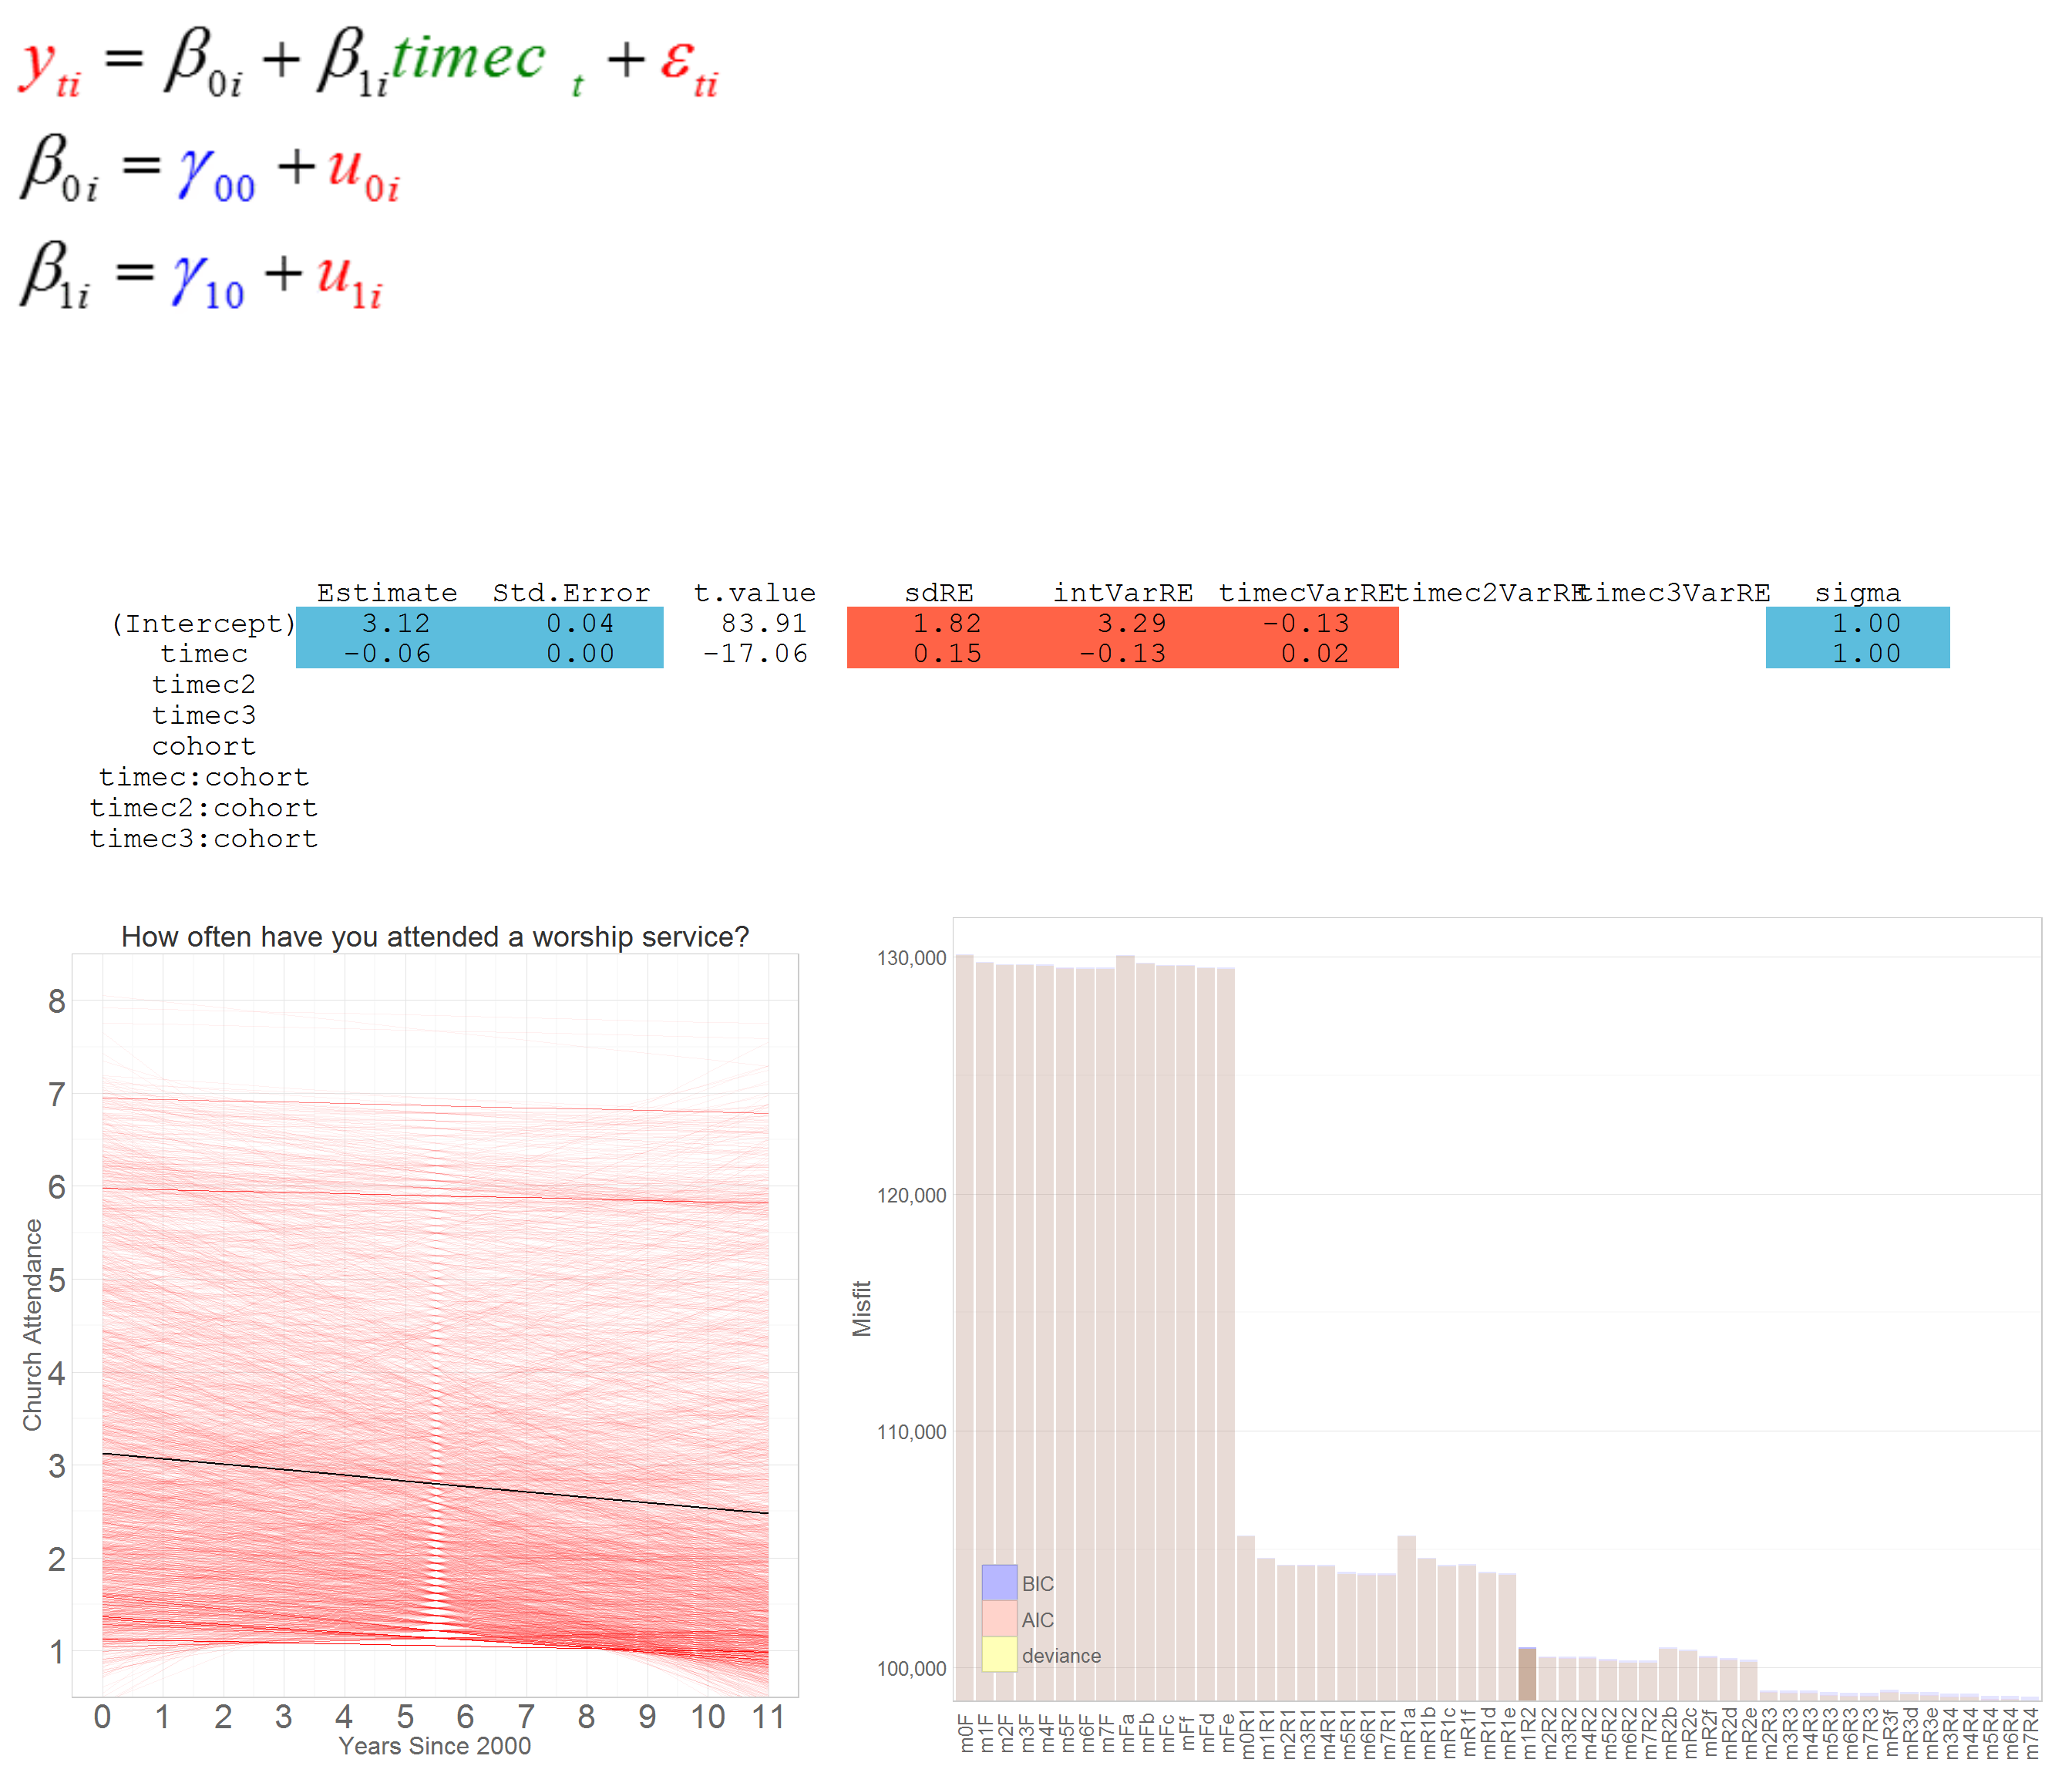 y_ti = β_0i + β_1i timec_t + ε_ti
β_0i = γ_00 + u_0i
β_1i = γ_10 + u_1i
Estimate Std.Error t.value sdRE intVarRE timecVarRE timec2VarRE timec3VarRE sigma
(Intercept) 3.12 0.04 83.91 1.82 3.29 -0.13 1.00
timec -0.06 0.00 -17.06 0.15 -0.13 0.02 1.00
timec2
timec3
cohort
timec:cohort
timec2:cohort
timec3:cohort
How often have you attended a worship service?
Church Attendance
8
7
6
5
4
3
2
1
0 1 2 3 4 5 6 7 8 9 10 11
Years Since 2000
Misfit
130,000
120,000
110,000
100,000
BIC
AIC
deviance
m0F m1F m2F m3F m4F m5F m6F m7F mFa mFb mFc mFf mFd mFe m0R1 m1R1 m2R1 m3R1 m4R1 m5R1 m6R1 m7R1 mR1a mR1b mR1c mR1f mR1d mR1e m1R2 m2R2 m3R2 m4R2 m5R2 m6R2 m7R2 mR2b mR2c mR2f mR2d mR2e m2R3 m3R3 m4R3 m5R3 m6R3 m7R3 mR3f mR3d mR3e m3R4 m4R4 m5R4 m6R4 m7R4